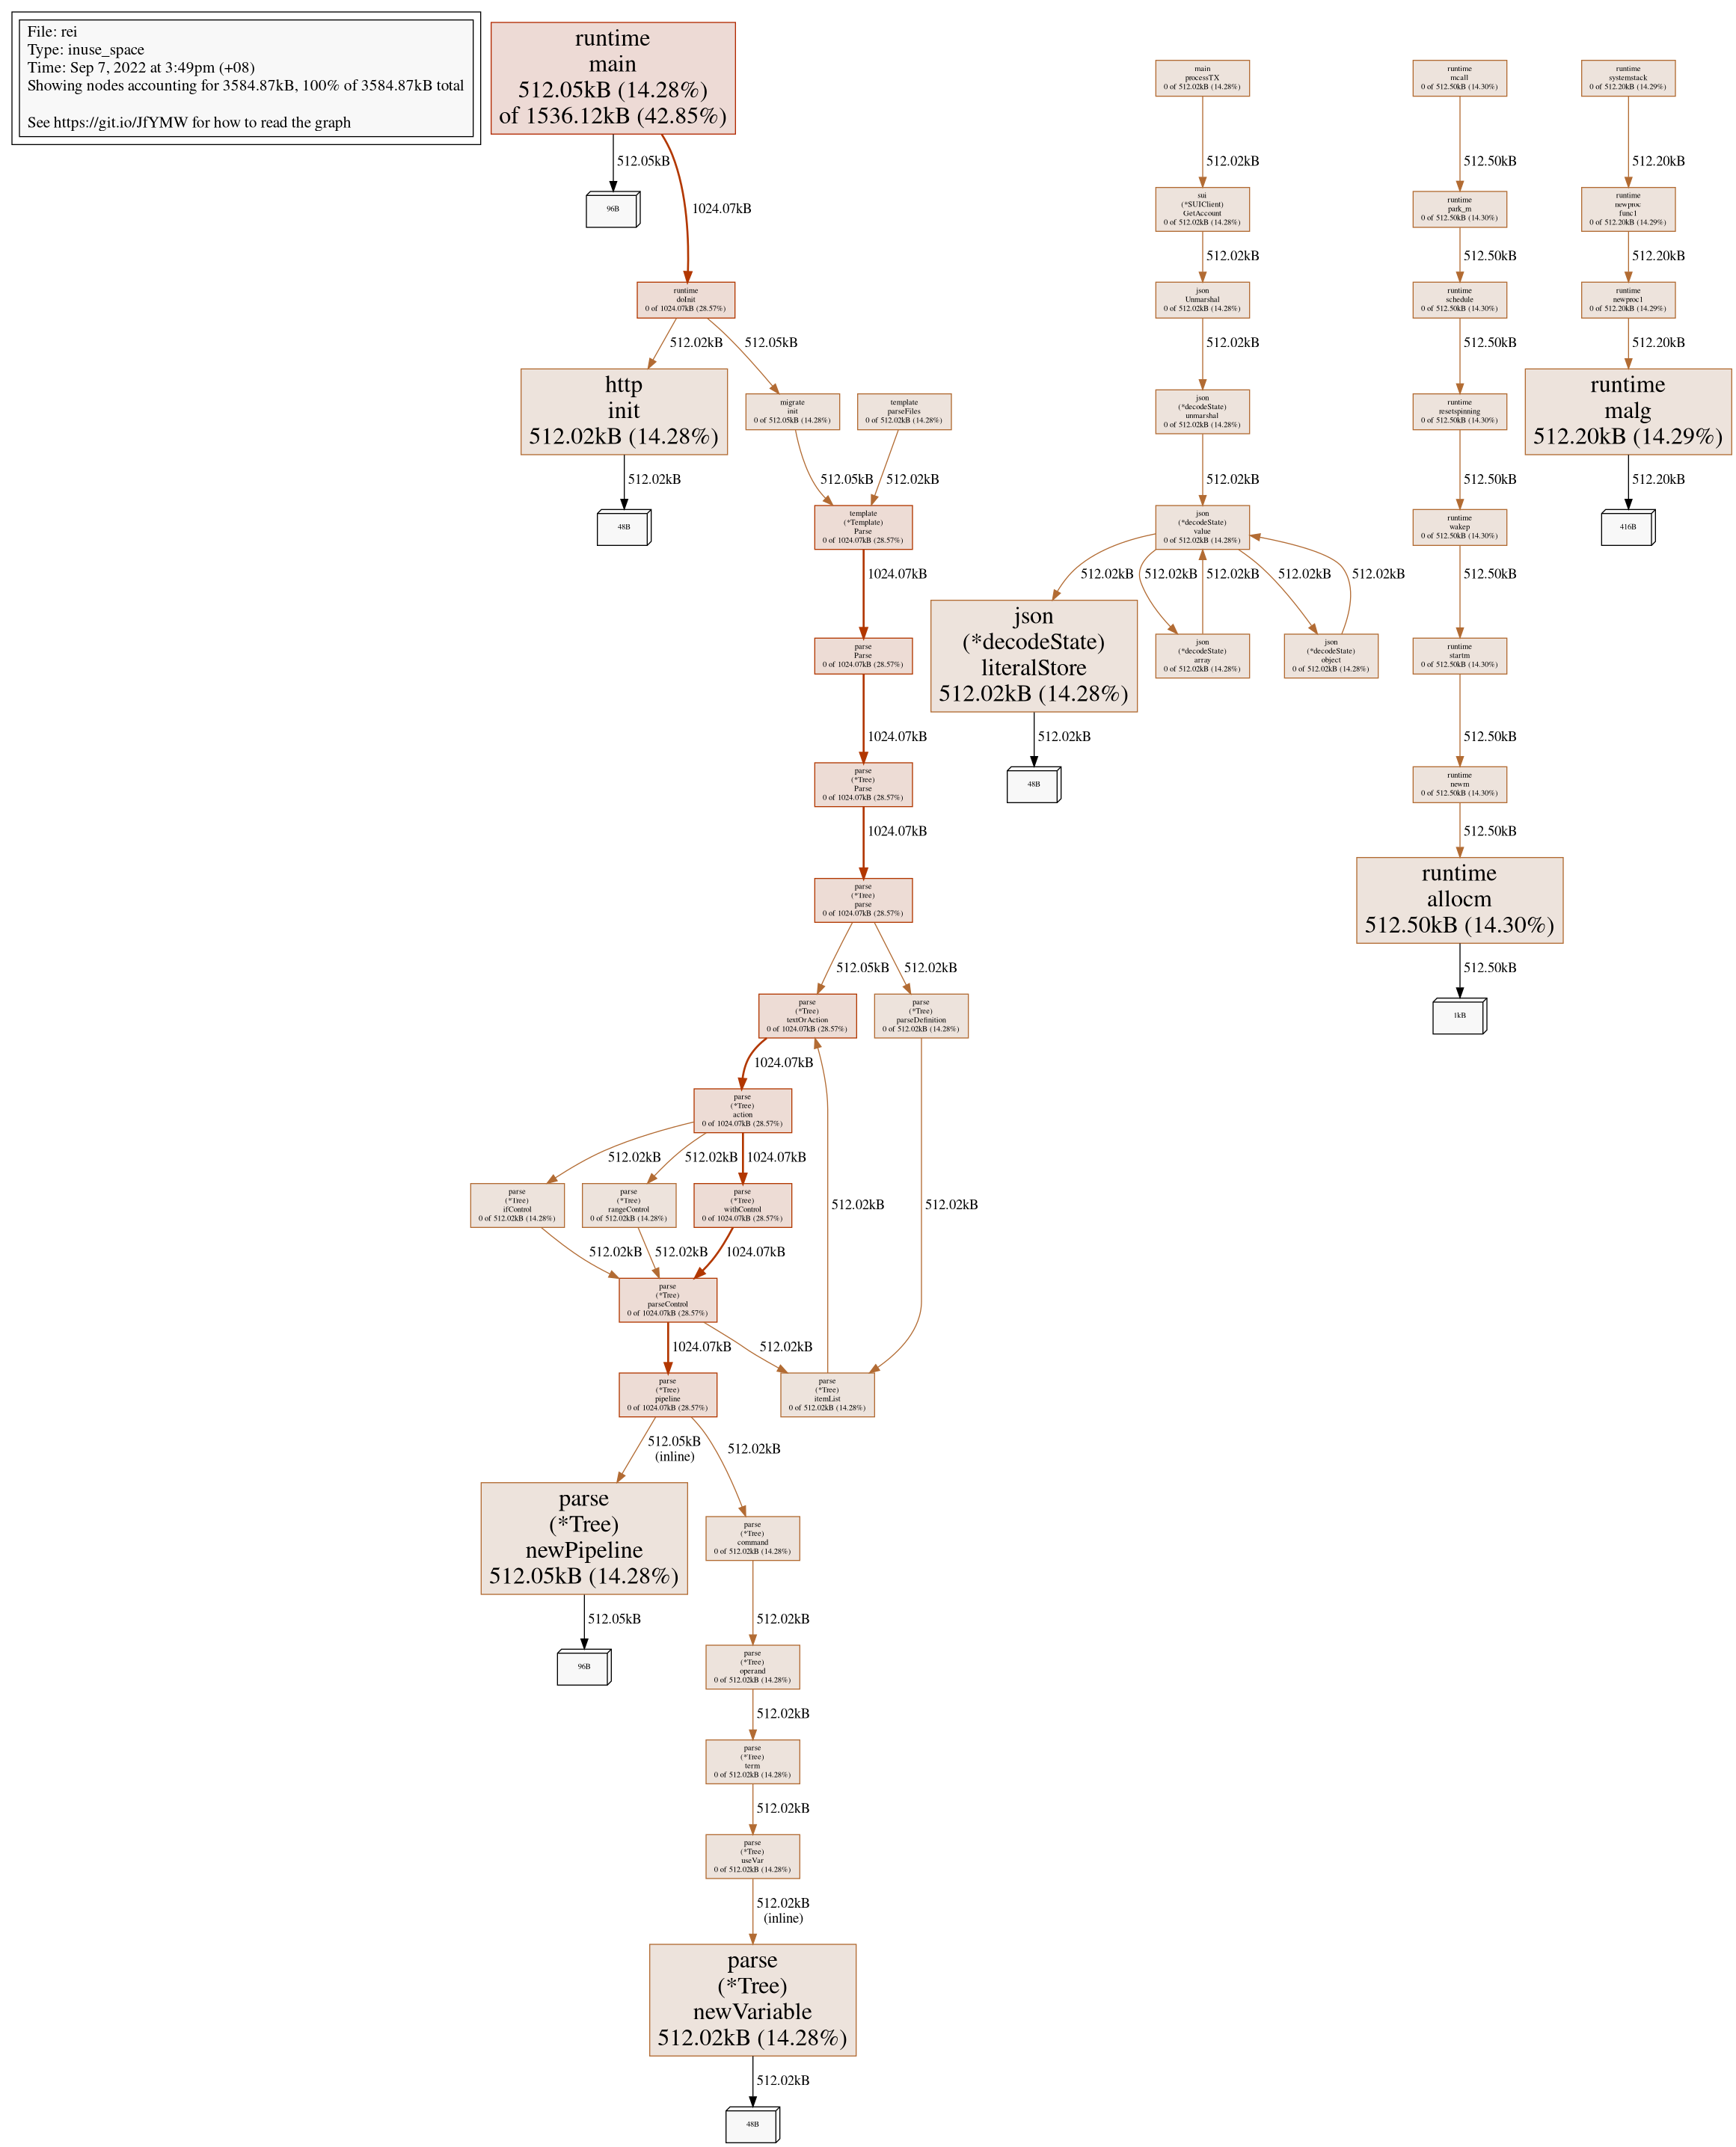 File: rei
Type: inuse_space
Time: Sep 7, 2022 at 3:49pm (+08)
Showing nodes accounting for 3584.87kB, 100% of 3584.87kB total
See https://git.io/JfYMW for how to read the graph
runtime
main
512.05kB (14.28%)
of 1536.12kB (42.85%)
512.05kB
96B
1024.07kB
runtime
doInit
0 of 1024.07kB (28.57%)
512.02kB
512.05kB
http
init
512.02kB (14.28%)
512.02kB
48B
migrate
init
0 of 512.05kB (14.28%)
template
parseFiles
0 of 512.02kB (14.28%)
512.05kB
512.02kB
template
(*Template)
Parse
0 of 1024.07kB (28.57%)
1024.07kB
parse
Parse
0 of 1024.07kB (28.57%)
1024.07kB
parse
(*Tree)
Parse
0 of 1024.07kB (28.57%)
1024.07kB
parse
(*Tree)
parse
0 of 1024.07kB (28.57%)
512.05kB
512.02kB
parse
(*Tree)
textOrAction
0 of 1024.07kB (28.57%)
parse
(*Tree)
parseDefinition
0 of 512.02kB (14.28%)
1024.07kB
parse
(*Tree)
action
0 of 1024.07kB (28.57%)
512.02kB
512.02kB
1024.07kB
parse
(*Tree)
ifControl
0 of 512.02kB (14.28%)
parse
(*Tree)
rangeControl
0 of 512.02kB (14.28%)
parse
(*Tree)
withControl
0 of 1024.07kB (28.57%)
512.02kB
512.02kB
512.02kB
512.02kB
1024.07kB
parse
(*Tree)
parseControl
0 of 1024.07kB (28.57%)
1024.07kB
512.02kB
parse
(*Tree)
pipeline
0 of 1024.07kB (28.57%)
parse
(*Tree)
itemList
0 of 512.02kB (14.28%)
512.05kB
(inline)
512.02kB
parse
(*Tree)
newPipeline
512.05kB (14.28%)
512.05kB
96B
parse
(*Tree)
command
0 of 512.02kB (14.28%)
512.02kB
parse
(*Tree)
operand
0 of 512.02kB (14.28%)
512.02kB
parse
(*Tree)
term
0 of 512.02kB (14.28%)
512.02kB
parse
(*Tree)
useVar
0 of 512.02kB (14.28%)
512.02kB
(inline)
parse
(*Tree)
newVariable
512.02kB (14.28%)
512.02kB
48B
main
processTX
0 of 512.02kB (14.28%)
512.02kB
sui
(*SUIClient)
GetAccount
0 of 512.02kB (14.28%)
512.02kB
json
Unmarshal
0 of 512.02kB (14.28%)
512.02kB
json
(*decodeState)
unmarshal
0 of 512.02kB (14.28%)
512.02kB
json
(*decodeState)
value
0 of 512.02kB (14.28%)
512.02kB
512.02kB
512.02kB
512.02kB
512.02kB
json
(*decodeState)
literalStore
512.02kB (14.28%)
512.02kB
48B
json
(*decodeState)
array
0 of 512.02kB (14.28%)
json
(*decodeState)
object
0 of 512.02kB (14.28%)
runtime
mcall
0 of 512.50kB (14.30%)
512.50kB
runtime
park_m
0 of 512.50kB (14.30%)
512.50kB
runtime
schedule
0 of 512.50kB (14.30%)
512.50kB
runtime
resetspinning
0 of 512.50kB (14.30%)
512.50kB
runtime
wakep
0 of 512.50kB (14.30%)
512.50kB
runtime
startm
0 of 512.50kB (14.30%)
512.50kB
runtime
newm
0 of 512.50kB (14.30%)
512.50kB
runtime
allocm
512.50kB (14.30%)
512.50kB
1kB
runtime
systemstack
0 of 512.20kB (14.29%)
512.20kB
runtime
newproc
func1
0 of 512.20kB (14.29%)
512.20kB
runtime
newproc1
0 of 512.20kB (14.29%)
512.20kB
runtime
malg
512.20kB (14.29%)
512.20kB
416B